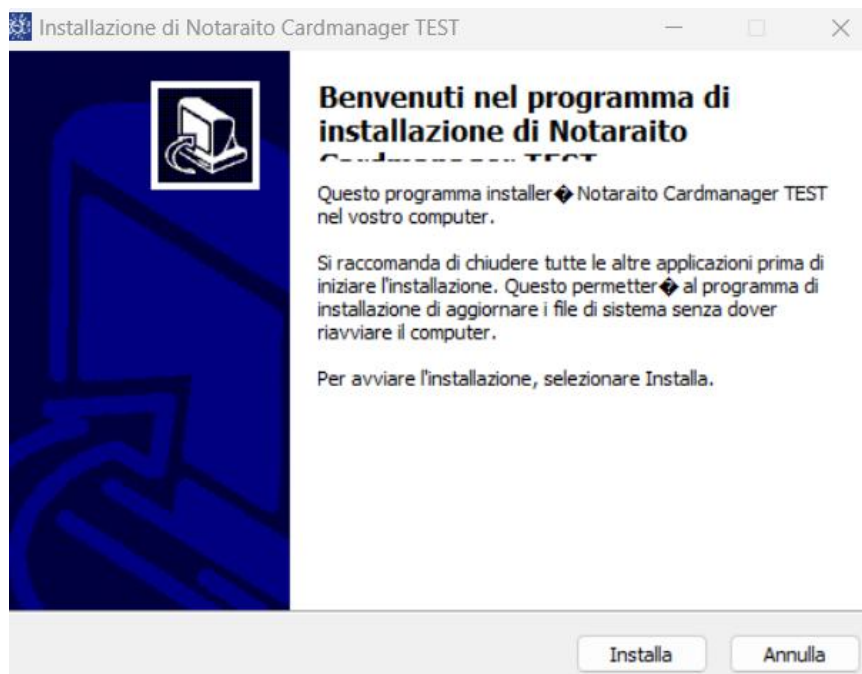 Installazione di Notaraito Cardmanager TEST
Benvenuti nel programma di
installazione di Notaraito
Cardmanager TEST
Questo programma installer� Notaraito Cardmanager TEST
nel vostro computer.
Si raccomanda di chiudere tutte le altre applicazioni prima di
iniziare l'installazione. Questo permetter� al programma di
installazione di aggiornare i file di sistema senza dover
riavviare il computer.
Per avviare l'installazione, selezionare Installa.
Installa
Annulla